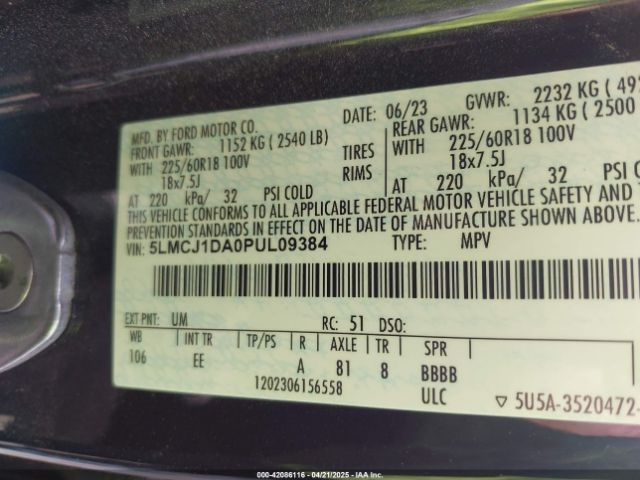 MFD. BY FORD MOTOR CO. DATE: 06/23 GVWR: 2232 KG ( 492
FRONT GAWR: 1152 KG ( 2540 LB) REAR GAWR: 1134 KG ( 2500
WITH 225/60R18 100V TIRES WITH 225/60R18 100V
18x7.5J RIMS 18x7.5J
AT 220 kPa/ 32 PSI COLD AT 220 kPa/ 32 PSI COL
THIS VEHICLE CONFORMS TO ALL APPLICABLE FEDERAL MOTOR VEHICLE SAFETY AND
PREVENTION STANDARDS IN EFFECT ON THE DATE OF MANUFACTURE SHOWN ABOVE.
VIN: 5LMCJ1DA0PUL09384 TYPE: MPV
EXT PNT: UM RC: 51 DSO:
WB INT TR TP/PS R AXLE TR SPR
106 EE A 81 8 BBBB
1202306156558 ULC ▽ 5U5A-3520472-
000-42086116 - 04/21/2025 - IAAI Inc.